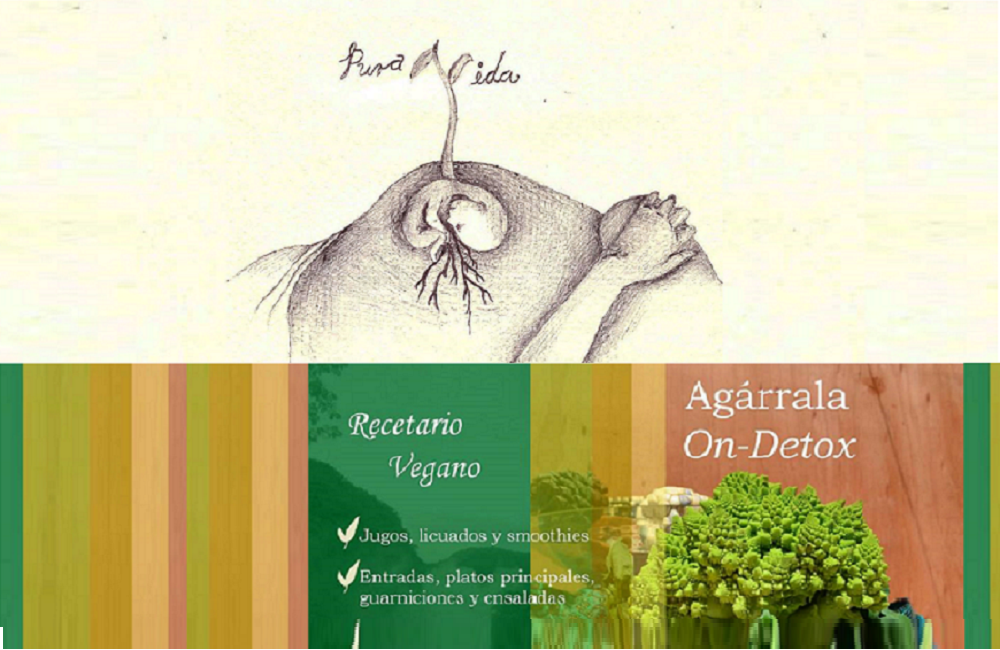 Pura Vida
Agárrala
On-Detox
Recetario
Vegano
Jugos, licuados y smoothies
Entradas, platos principales,
guarniciones y ensaladas